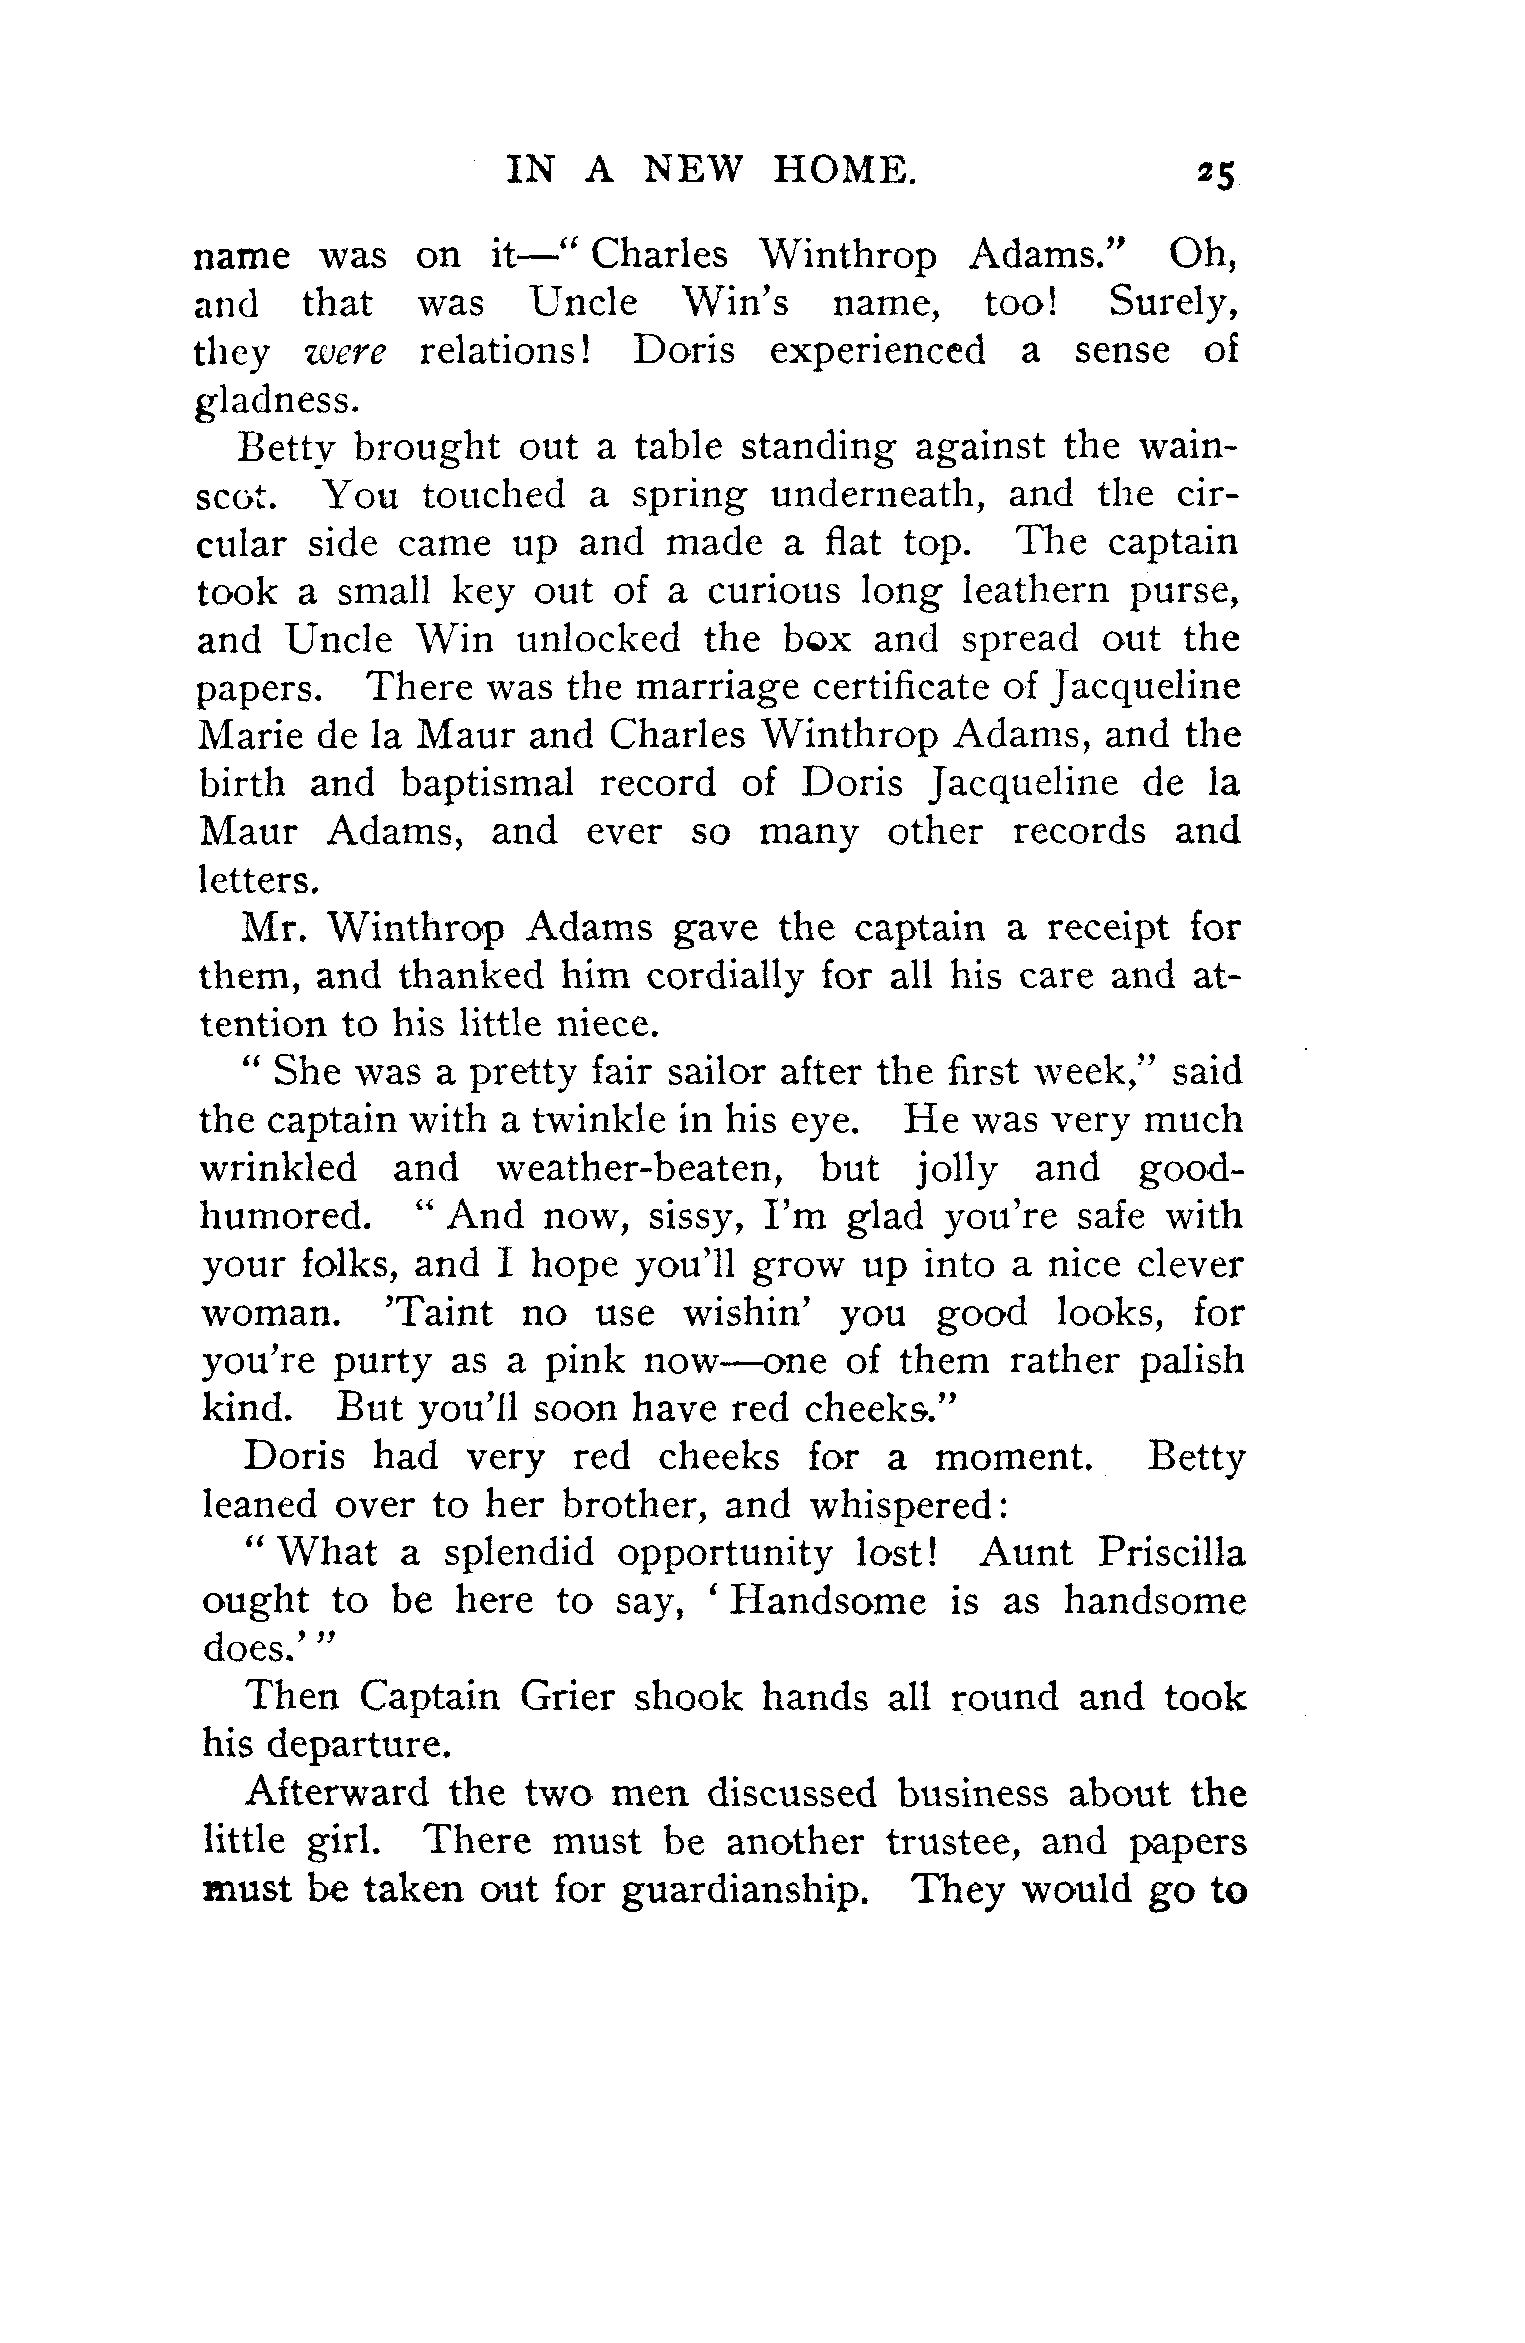 IN A NEW HOME. 25
name was on it—“ Charles Winthrop Adams.” Oh,
and that was Uncle Win’s name, too! Surely,
they were relations! Doris experienced a sense of
gladness.
Betty brought out a table standing against the wain-
scot. You touched a spring underneath, and the cir-
cular side came up and made a flat top. The captain
took a small key out of a curious long leathern purse,
and Uncle Win unlocked the box and spread out the
papers. There was the marriage certificate of Jacqueline
Marie de la Maur and Charles Winthrop Adams, and the
birth and baptismal record of Doris Jacqueline de la
Maur Adams, and ever so many other records and
letters.
Mr. Winthrop Adams gave the captain a receipt for
them, and thanked him cordially for all his care and at-
tention to his little niece.
“ She was a pretty fair sailor after the first week,” said
the captain with a twinkle in his eye. He was very much
wrinkled and weather-beaten, but jolly and good-
humored. “ And now, sissy, I’m glad you’re safe with
your folks, and I hope you’ll grow up into a nice clever
woman. ’Taint no use wishin’ you good looks, for
you’re purty as a pink now—one of them rather palish
kind. But you’ll soon have red cheeks.”
Doris had very red cheeks for a moment. Betty
leaned over to her brother, and whispered:
“ What a splendid opportunity lost! Aunt Priscilla
ought to be here to say, ‘ Handsome is as handsome
does.’ ”
Then Captain Grier shook hands all round and took
his departure.
Afterward the two men discussed business about the
little girl. There must be another trustee, and papers
must be taken out for guardianship. They would go to